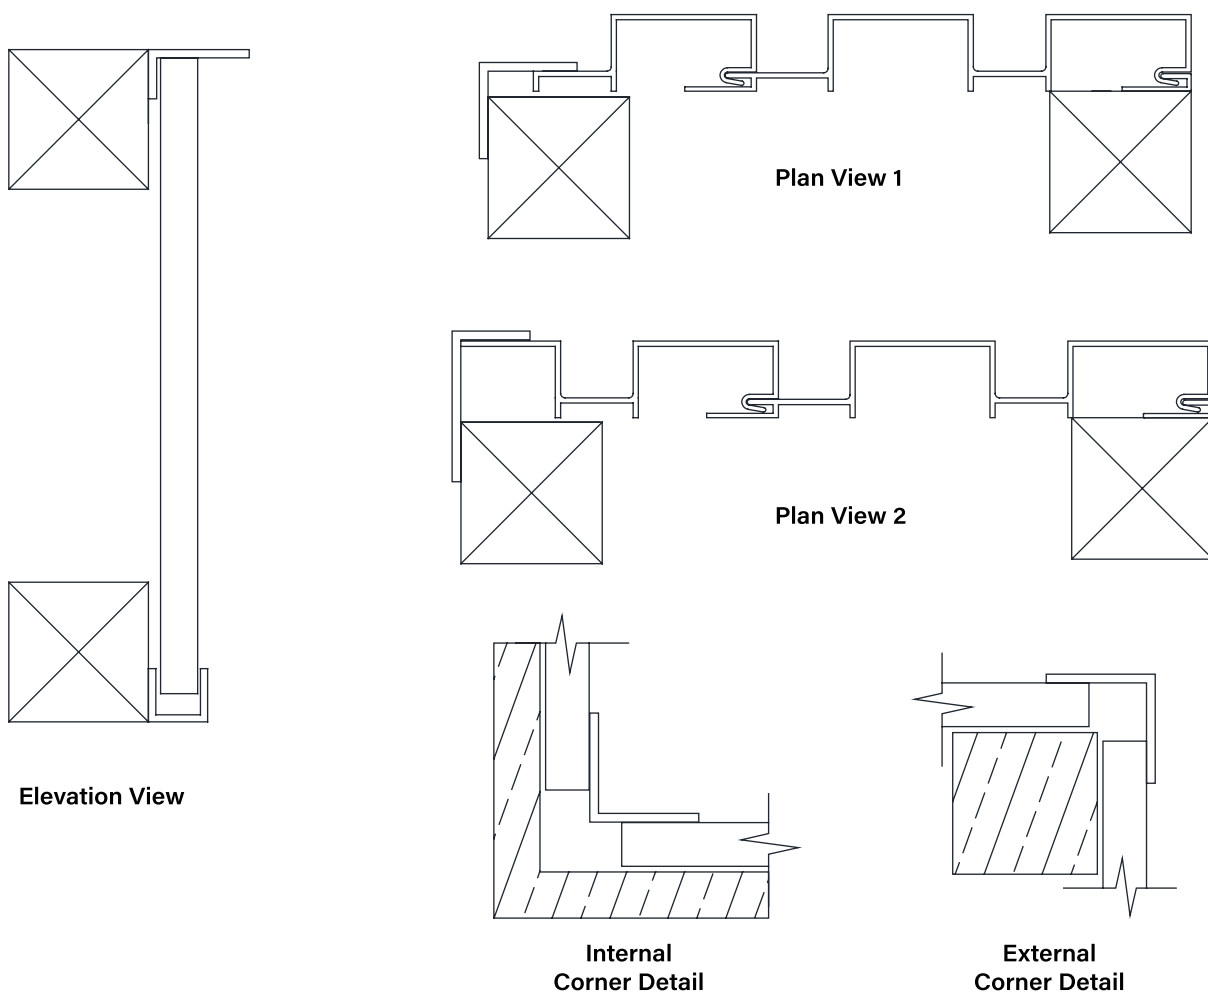 Plan View 1
Plan View 2
Elevation View
Internal
Corner Detail
External
Corner Detail